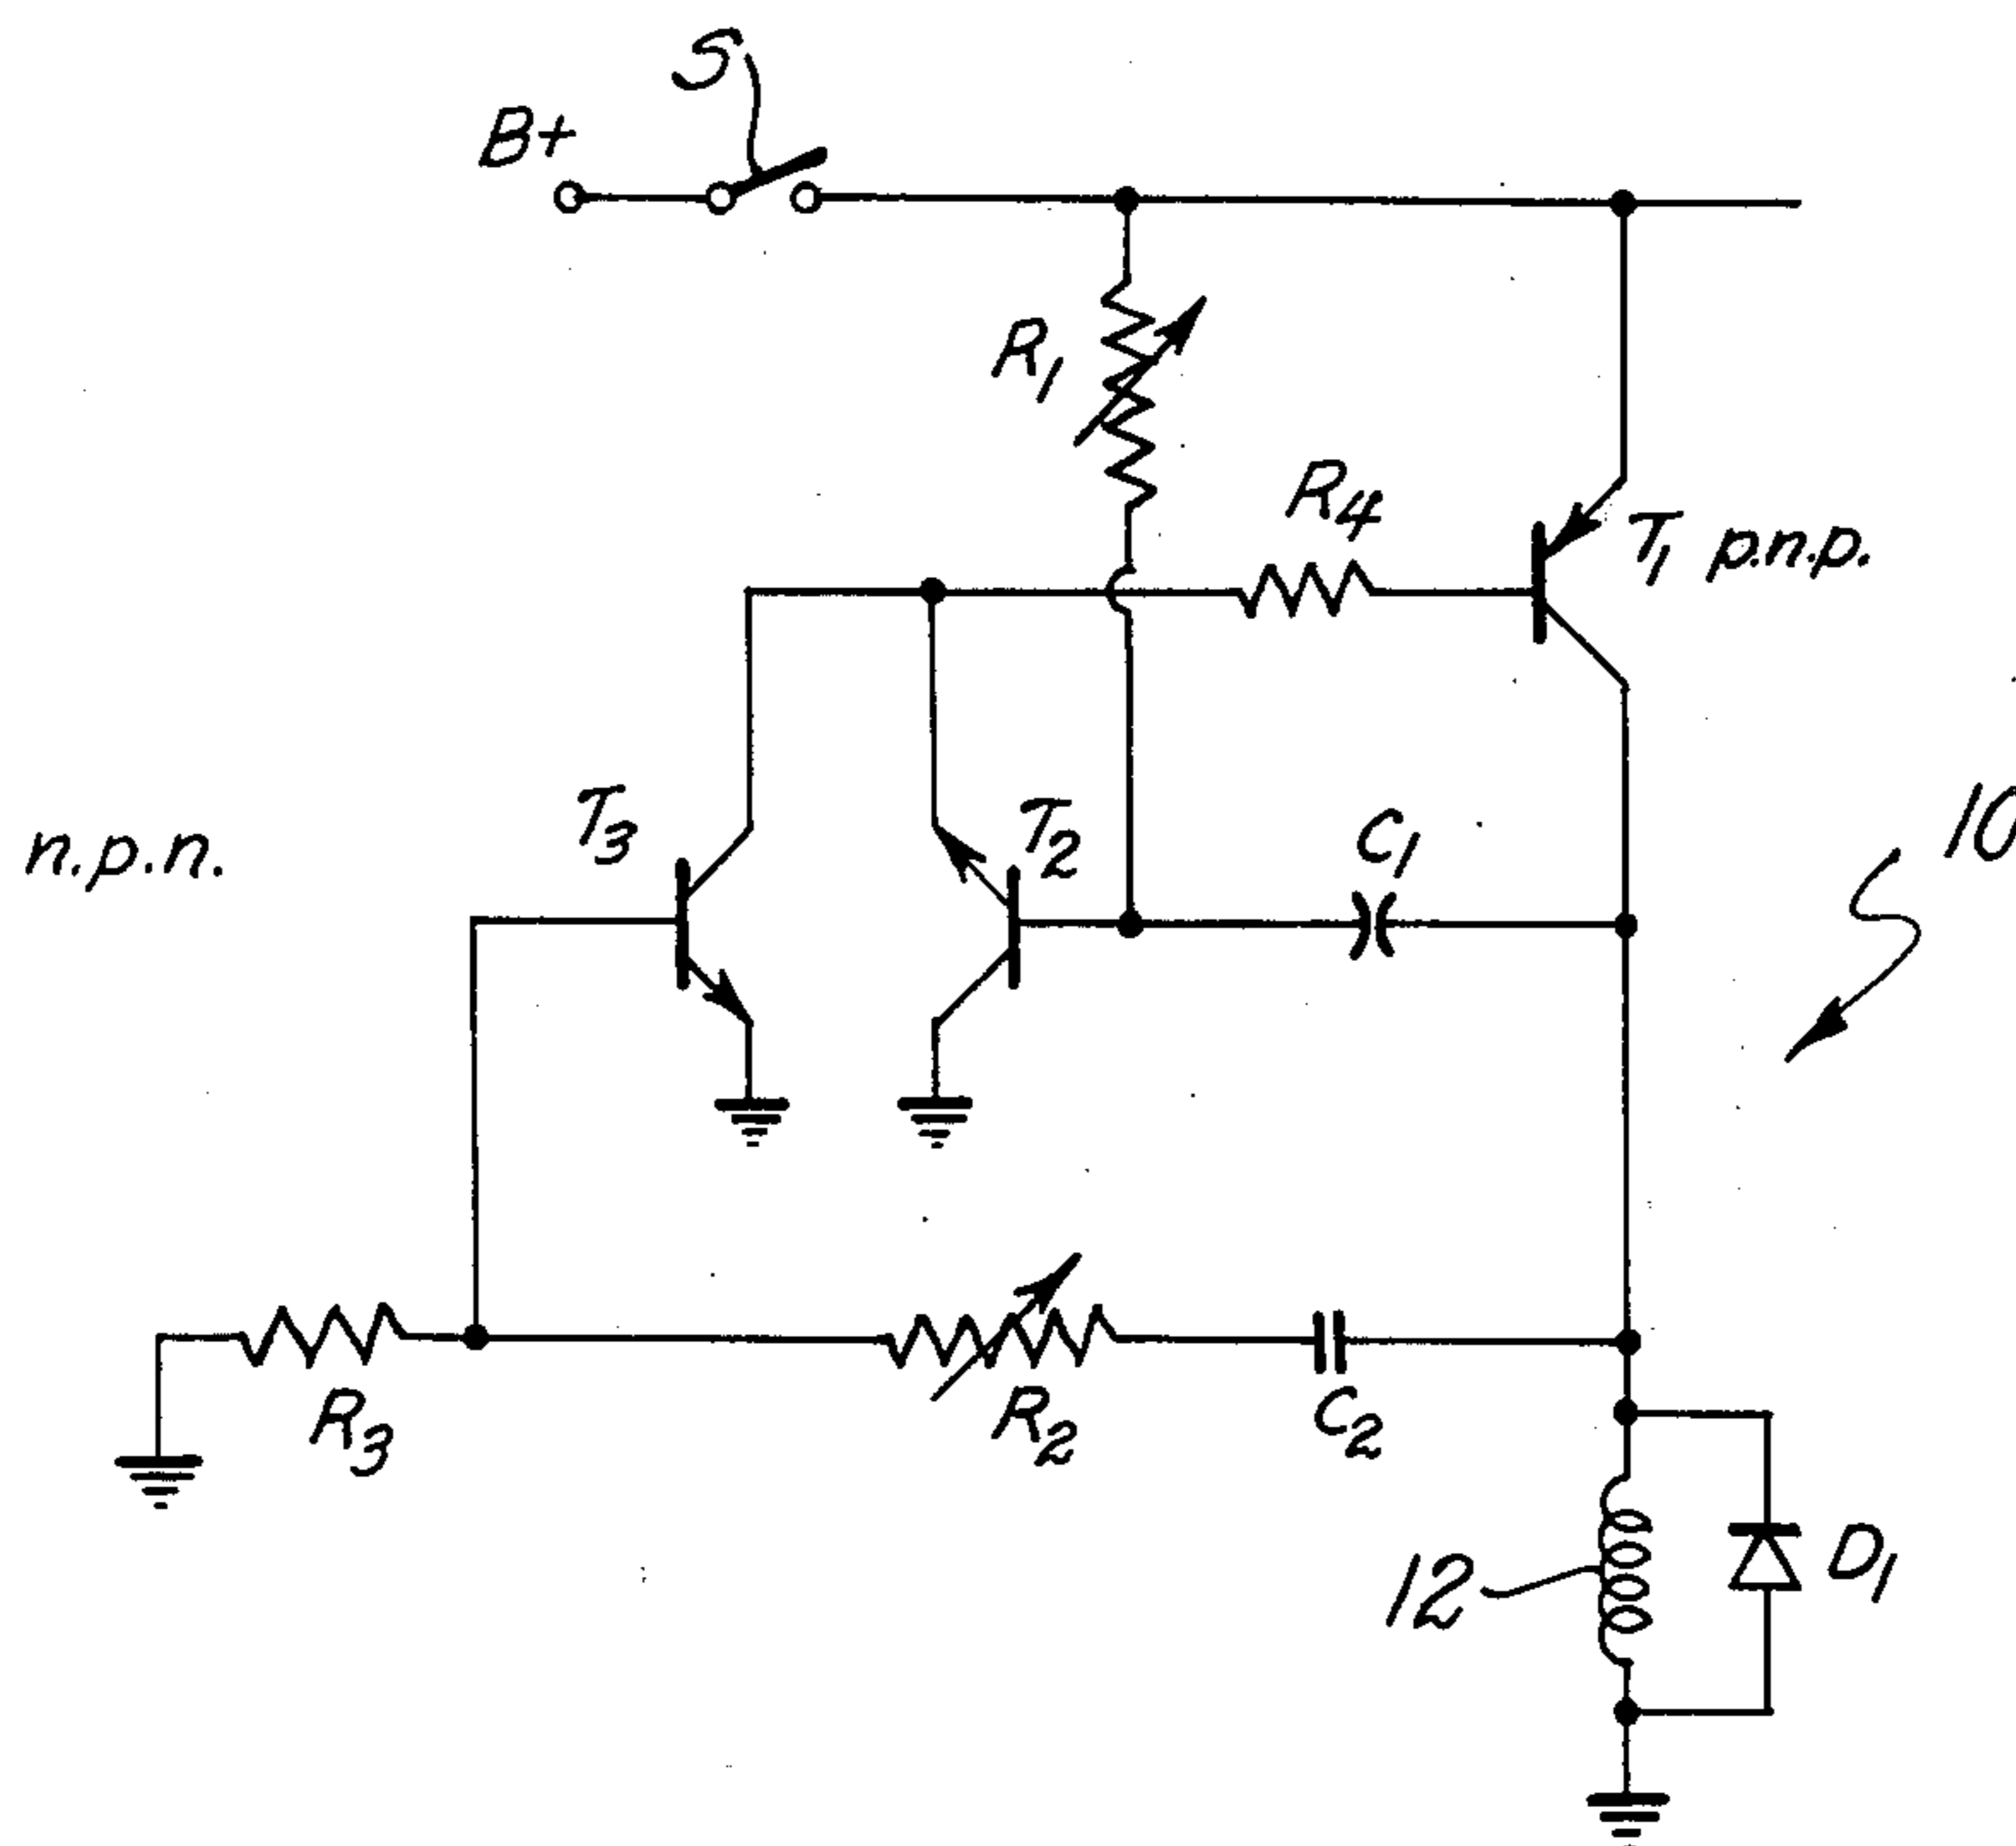 S
B+
R1
R4
T1 p.n.p.
T3
T2
C1
10
n.p.n.
R3
R2
C2
12
D1